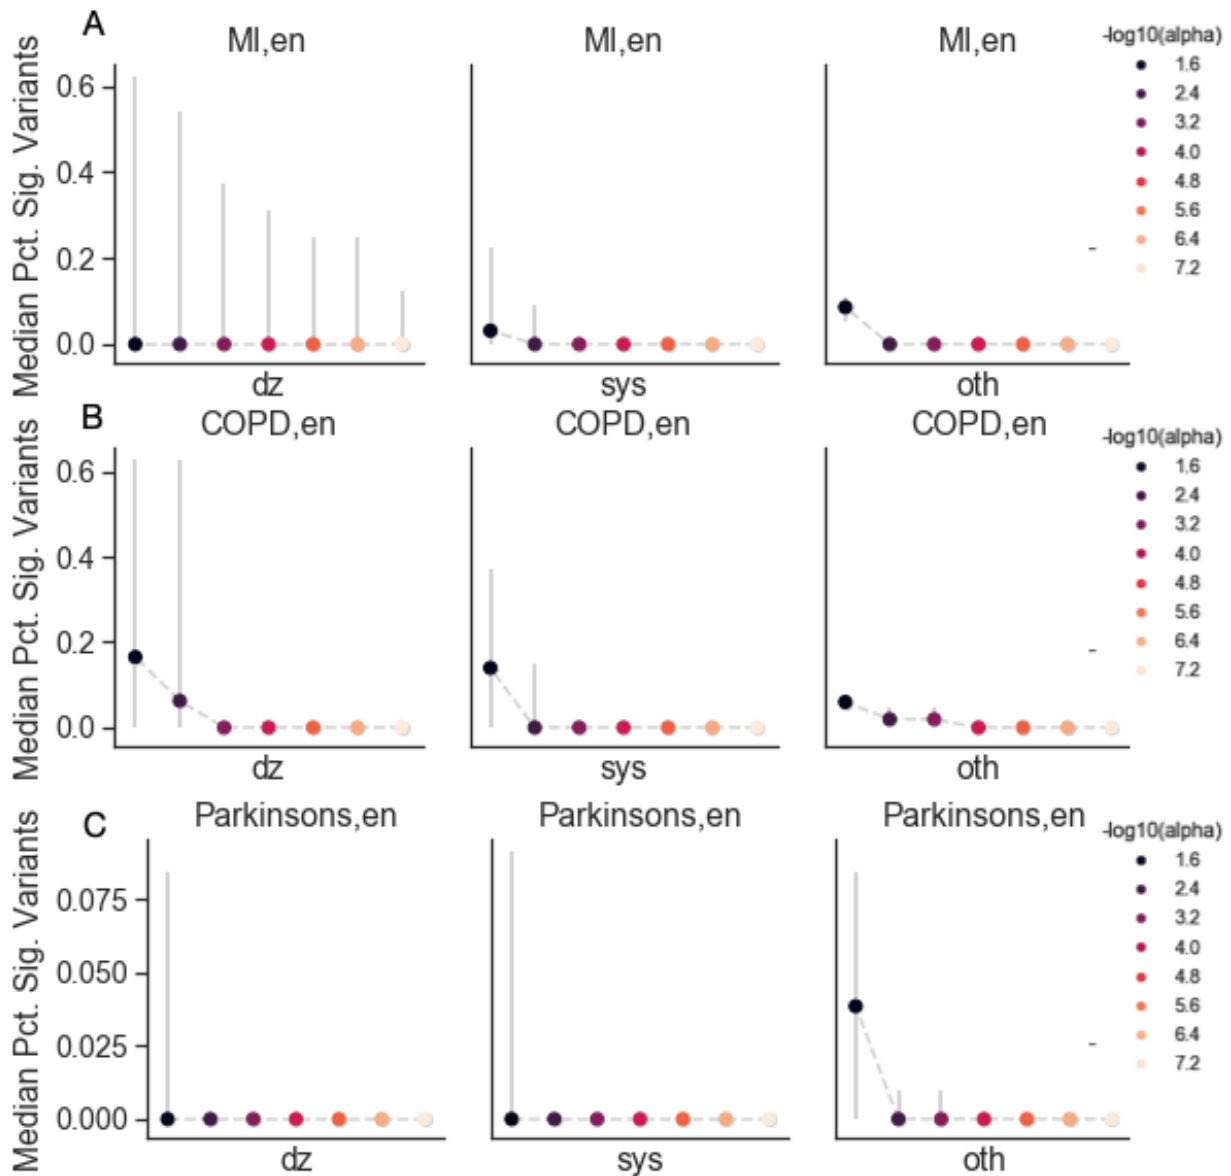 A
MI,en
MI,en
MI,en
Median Pct. Sig. Variants
0.6
0.4
0.2
0.0
dz
sys
oth
-log10(alpha)
1.6
2.4
3.2
4.0
4.8
5.6
6.4
7.2
B
COPD,en
COPD,en
COPD,en
Median Pct. Sig. Variants
0.6
0.4
0.2
0.0
dz
sys
oth
-log10(alpha)
1.6
2.4
3.2
4.0
4.8
5.6
6.4
7.2
C
Parkinsons,en
Parkinsons,en
Parkinsons,en
Median Pct. Sig. Variants
0.075
0.050
0.025
0.000
dz
sys
oth
-log10(alpha)
1.6
2.4
3.2
4.0
4.8
5.6
6.4
7.2